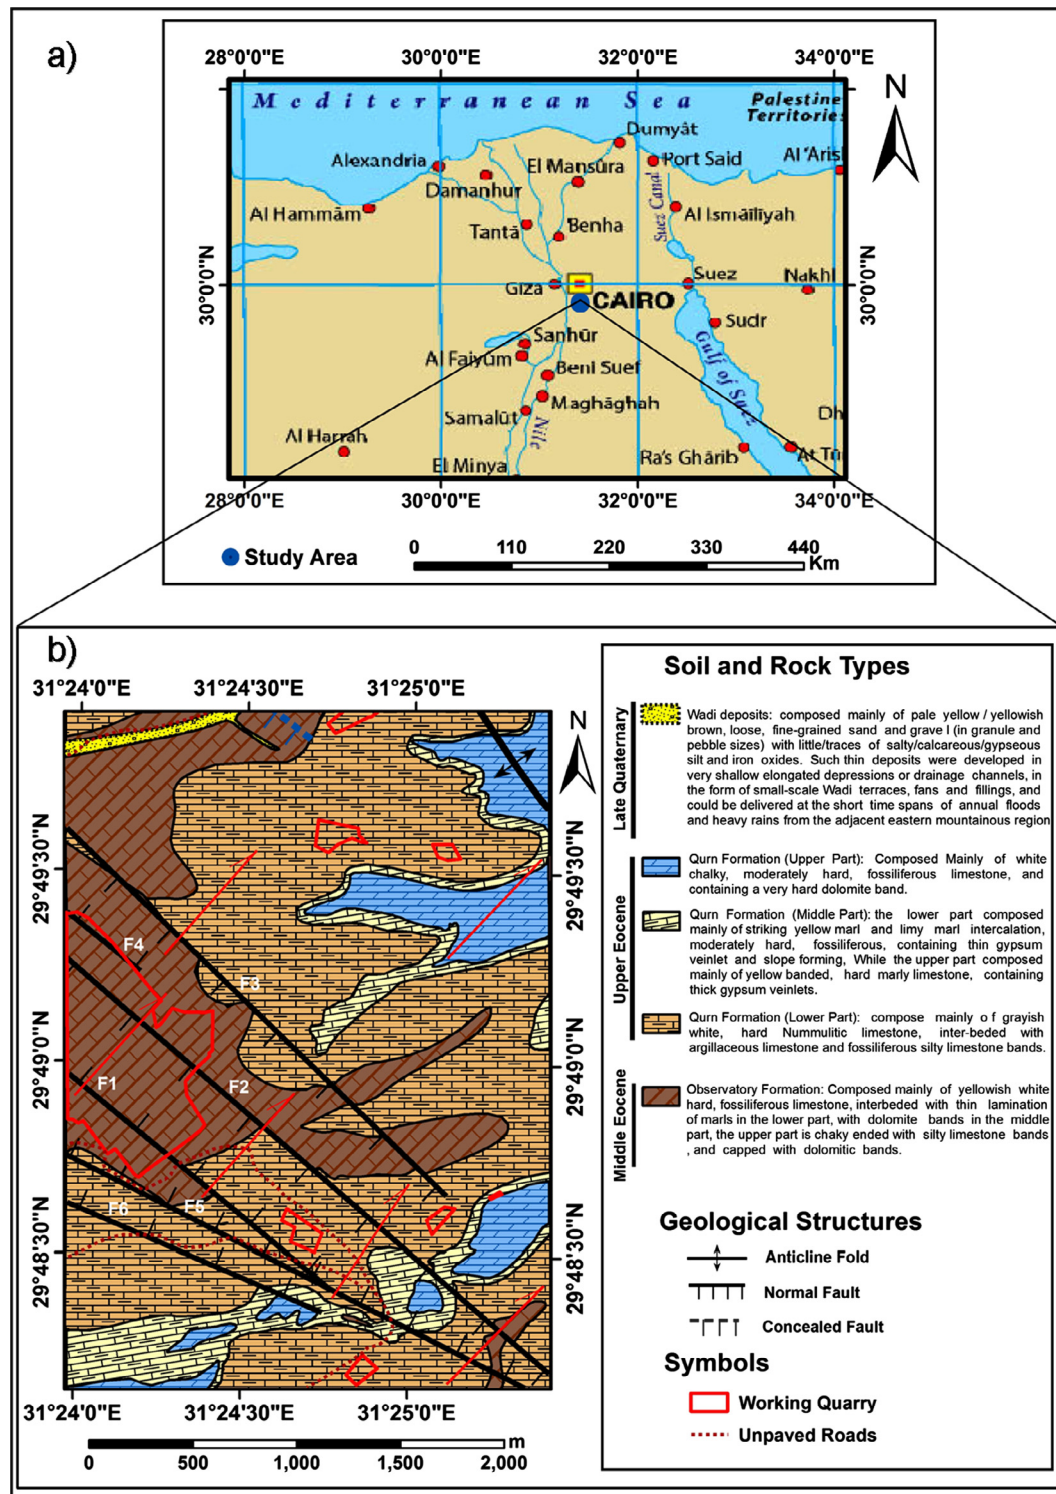 a)
28°0'0"E 30°0'0"E 32°0'0"E 34°0'0"E
N
Mediterranean Sea
Palestine
Territories
Dumyât
Alexandria
El Mansûra
Port Said
Al 'Arish
Damanhur
Al Hammām
Tantā
Benha
Suez Canal
Al Ismāīlīyah
30°0'0"N
Giza
Suez
Nakhl
30°0'0"N
CAIRO
Sudr
Sanhūr
Al Faiyūm
Beni Suef
Gulf of Suez
Maghāghah
Samalūt
Nile
Dh
Al Harrah
El Minya
Ra's Ghārib
At Tū
28°0'0"E 30°0'0"E 32°0'0"E 34°0'0"E
Study Area
0 110 220 330 440
Km
b)
31°24'0"E 31°24'30"E 31°25'0"E
N
29°49'30"N
29°49'0"N
29°48'30"N
F4
F3
F1
F2
F5
F6
29°49'30"N
29°49'0"N
29°48'30"N
31°24'0"E 31°24'30"E 31°25'0"E
m
0 500 1,000 1,500 2,000
Soil and Rock Types
Late Quaternary
Wadi deposits: composed mainly of pale yellow / yellowish
brown, loose, fine-grained sand and grave l (in granule and
pebble sizes) with little/traces of salty/calcareous/gypseous
silt and iron oxides. Such thin deposits were developed in
very shallow elongated depressions or drainage channels, in
the form of small-scale Wadi terraces, fans and fillings, and
could be delivered at the short time spans of annual floods
and heavy rains from the adjacent eastern mountainous region
Upper Eocene
Qurn Formation (Upper Part): Composed Mainly of white
chalky, moderately hard, fossiliferous limestone, and
containing a very hard dolomite band.
Qurn Formation (Middle Part): the lower part composed
mainly of striking yellow marl and limy marl intercalation,
moderately hard, fossiliferous, containing thin gypsum
veinlet and slope forming, While the upper part composed
mainly of yellow banded, hard marly limestone, containing
thick gypsum veinlets.
Qurn Formation (Lower Part): compose mainly o f grayish
white, hard Nummulitic limestone, inter-beded with
argillaceous limestone and fossiliferous silty limestone bands.
Middle Eocene
Observatory Formation: Composed mainly of yellowish white
hard, fossiliferous limestone, interbeded with thin lamination
of marls in the lower part, with dolomite bands in the middle
part, the upper part is chaky ended with silty limestone bands
, and capped with dolomitic bands.
Geological Structures
Anticline Fold
Normal Fault
Concealed Fault
Symbols
Working Quarry
Unpaved Roads